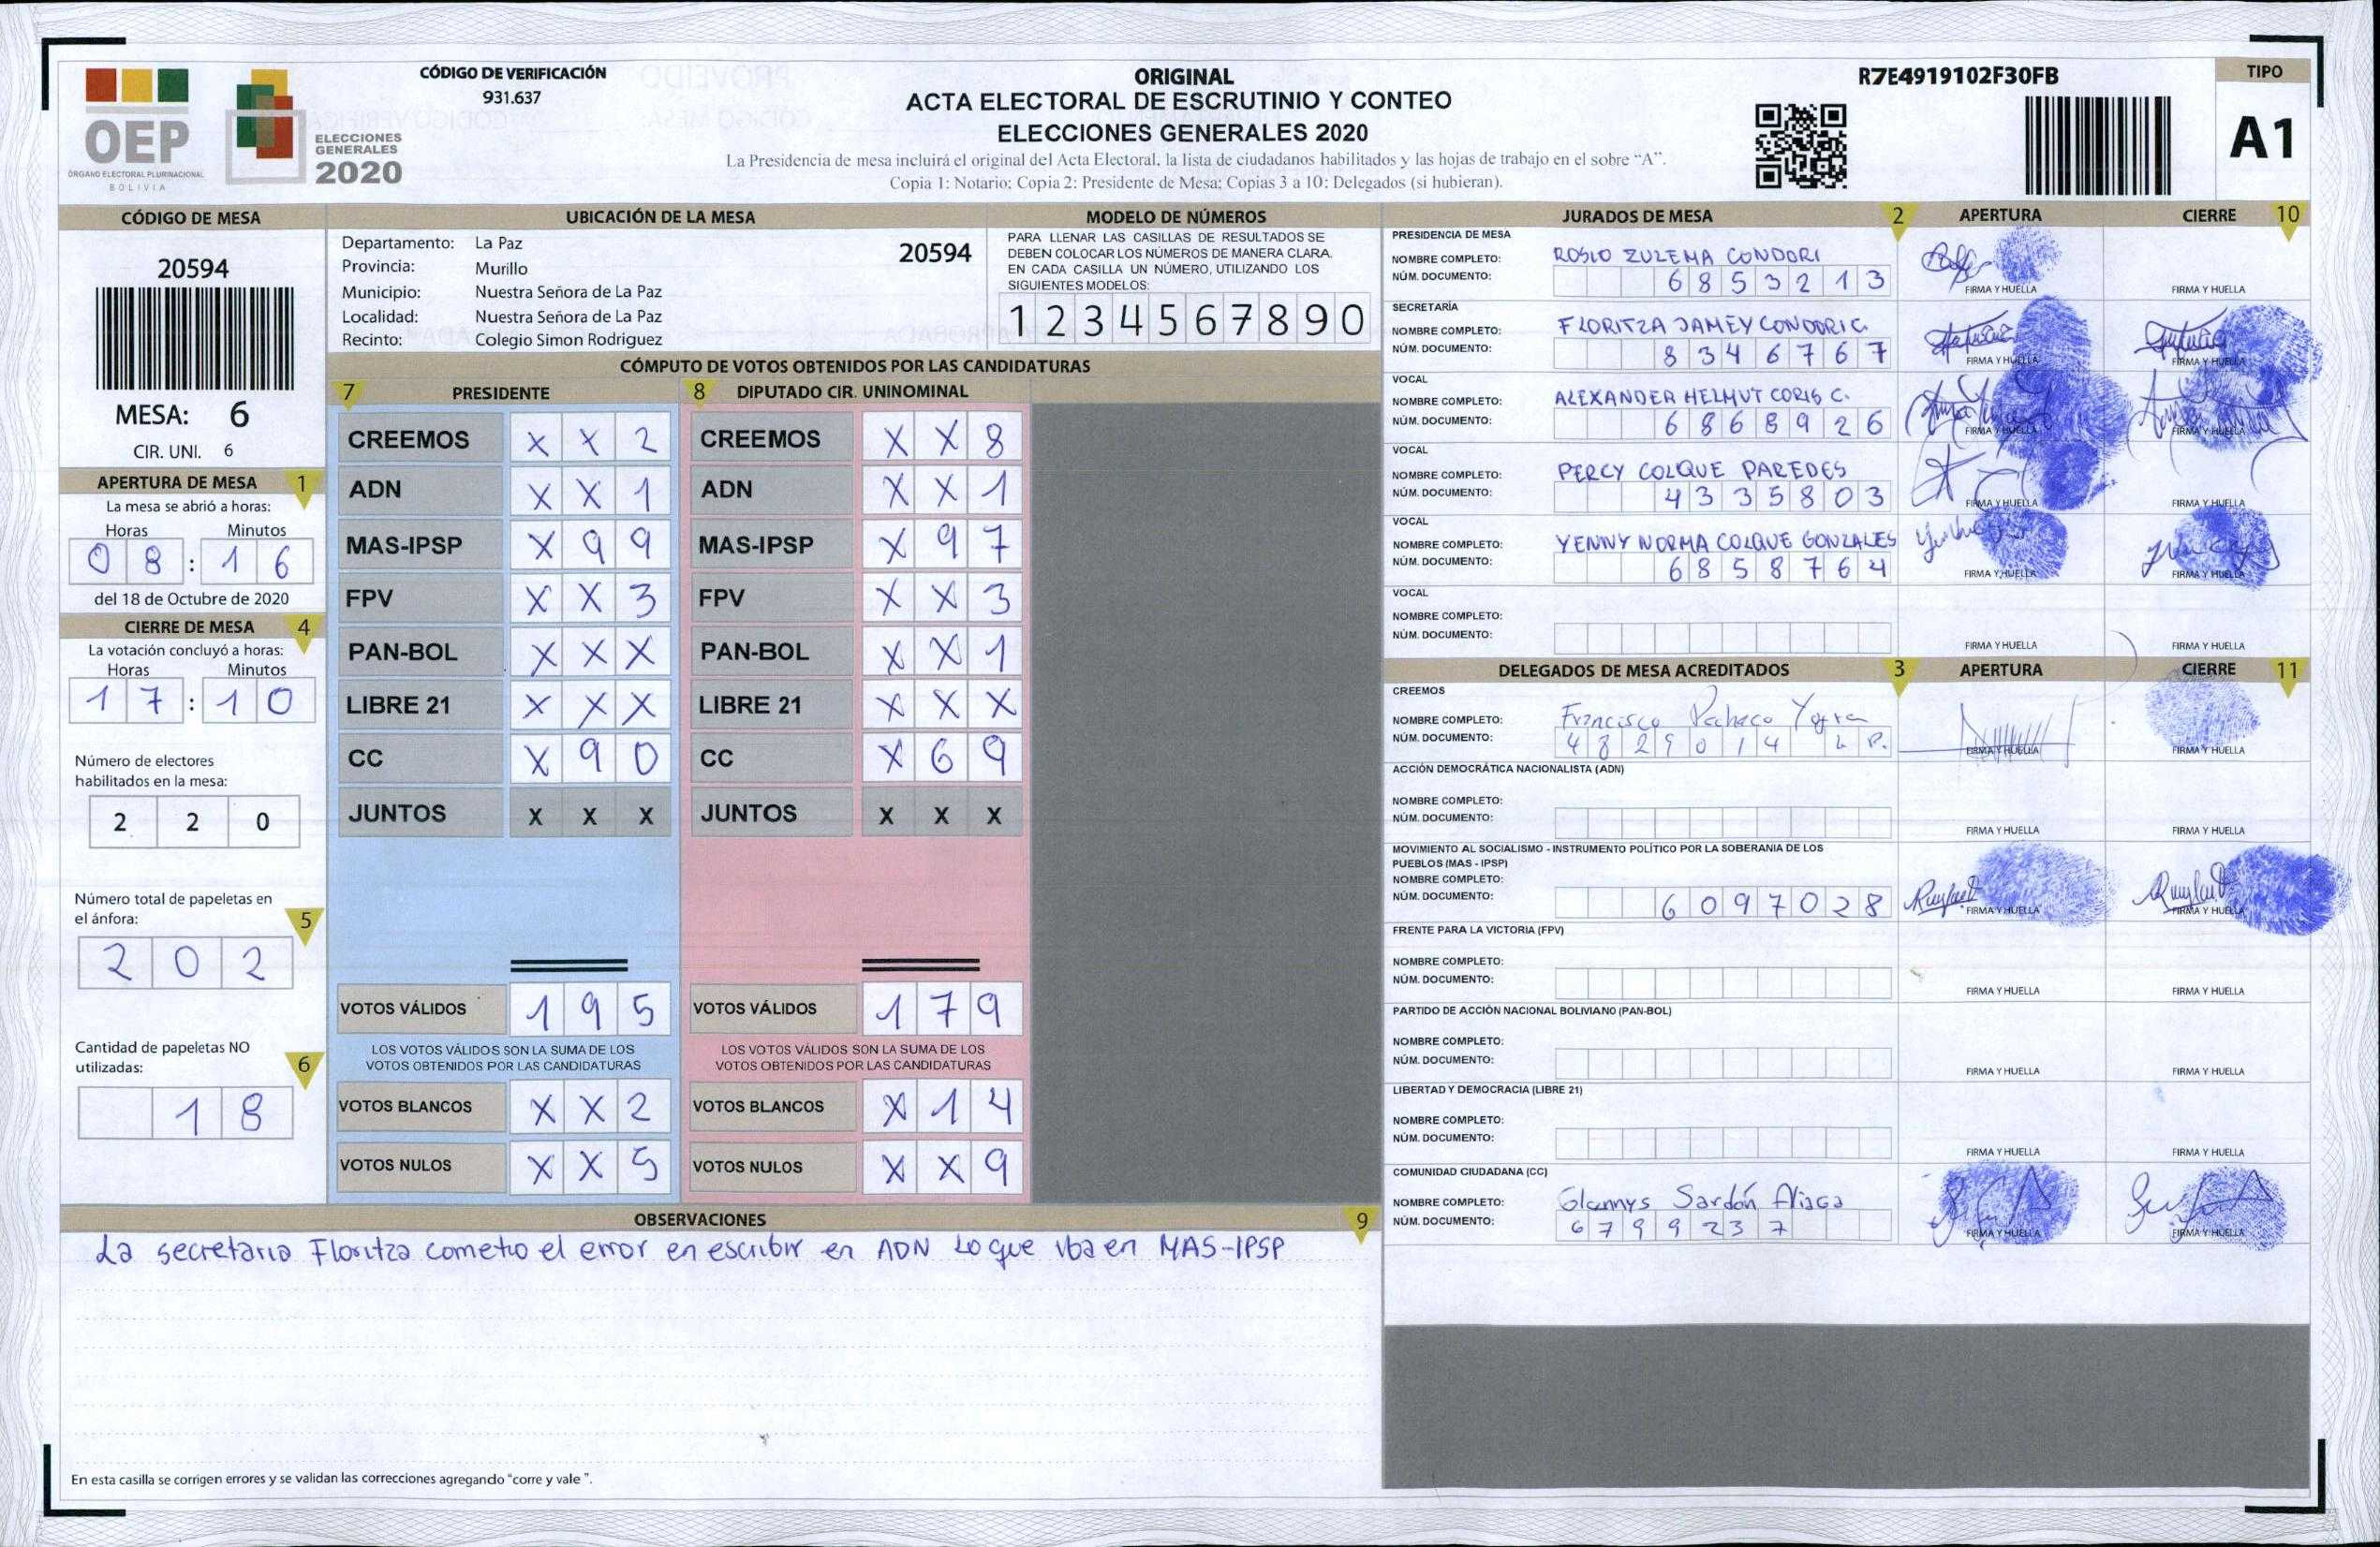 OEP
ÓRGANO ELECTORAL PLURINACIONAL
BOLIVIA
ELECCIONES
GENERALES
2020
CÓDIGO DE VERIFICACIÓN
931.637
ORIGINAL
ACTA ELECTORAL DE ESCRUTINIO Y CONTEO
ELECCIONES GENERALES 2020
La Presidencia de mesa incluirá el original del Acta Electoral, la lista de ciudadanos habilitados y las hojas de trabajo en el sobre “A”.
Copia 1: Notario; Copia 2: Presidente de Mesa; Copias 3 a 10: Delegados (si hubieran).
R7E4919102F30FB
TIPO
A1
CÓDIGO DE MESA
20594
MESA: 6
CIR. UNI. 6
APERTURA DE MESA 1
La mesa se abrió a horas:
Horas Minutos
08:16
del 18 de Octubre de 2020
CIERRE DE MESA 4
La votación concluyó a horas:
Horas Minutos
17:10
Número de electores
habilitados en la mesa:
2 2 0
Número total de papeletas en
el ánfora: 5
2 0 2
Cantidad de papeletas NO
utilizadas: 6
1 8
UBICACIÓN DE LA MESA
20594
Departamento: La Paz
Provincia: Murillo
Municipio: Nuestra Señora de La Paz
Localidad: Nuestra Señora de La Paz
Recinto: Colegio Simon Rodriguez
MODELO DE NÚMEROS
PARA LLENAR LAS CASILLAS DE RESULTADOS SE
DEBEN COLOCAR LOS NÚMEROS DE MANERA CLARA.
EN CADA CASILLA UN NÚMERO, UTILIZANDO LOS
SIGUIENTES MODELOS:
1 2 3 4 5 6 7 8 9 0
CÓMPUTO DE VOTOS OBTENIDOS POR LAS CANDIDATURAS
7 PRESIDENTE
CREEMOS X X 2
ADN X X 1
MAS-IPSP X 9 9
FPV X X 3
PAN-BOL X X X
LIBRE 21 X X X
CC X 9 0
JUNTOS X X X
VOTOS VÁLIDOS 1 9 5
LOS VOTOS VÁLIDOS SON LA SUMA DE LOS
VOTOS OBTENIDOS POR LAS CANDIDATURAS
VOTOS BLANCOS X X 2
VOTOS NULOS X X 5
8 DIPUTADO CIR. UNINOMINAL
CREEMOS X X 8
ADN X X 1
MAS-IPSP X 9 7
FPV X X 3
PAN-BOL X X 1
LIBRE 21 X X X
CC X 6 9
JUNTOS X X X
VOTOS VÁLIDOS 1 7 9
LOS VOTOS VÁLIDOS SON LA SUMA DE LOS
VOTOS OBTENIDOS POR LAS CANDIDATURAS
VOTOS BLANCOS X 1 4
VOTOS NULOS X X 9
OBSERVACIONES 9
La secretaria Floritza cometio el error en escribir en ADN Lo que iba en MAS-IPSP
En esta casilla se corrigen errores y se validan las correcciones agregando “corre y vale”.
JURADOS DE MESA 2 APERTURA CIERRE 10
PRESIDENCIA DE MESA
NOMBRE COMPLETO: ROSIO ZULEMA CONDORI
NÚM. DOCUMENTO: 6 8 5 3 2 1 3
FIRMA Y HUELLA FIRMA Y HUELLA
SECRETARÍA
NOMBRE COMPLETO: FLORITZA JAMEY CONDORI C.
NÚM. DOCUMENTO: 8 3 4 6 7 6 7
FIRMA Y HUELLA FIRMA Y HUELLA
VOCAL
NOMBRE COMPLETO: ALEXANDER HELMUT CORIS C.
NÚM. DOCUMENTO: 6 8 6 8 9 2 6
FIRMA Y HUELLA FIRMA Y HUELLA
VOCAL
NOMBRE COMPLETO: PERCY COLQUE PAREDES
NÚM. DOCUMENTO: 4 3 3 5 8 0 3
FIRMA Y HUELLA FIRMA Y HUELLA
VOCAL
NOMBRE COMPLETO: YENNY NORMA COLQUE GONZALES
NÚM. DOCUMENTO: 6 8 5 8 7 6 4
FIRMA Y HUELLA FIRMA Y HUELLA
VOCAL
NOMBRE COMPLETO:
NÚM. DOCUMENTO:
FIRMA Y HUELLA FIRMA Y HUELLA
DELEGADOS DE MESA ACREDITADOS 3 APERTURA CIERRE 11
CREEMOS
NOMBRE COMPLETO: Francisco Pacheco
NÚM. DOCUMENTO: 4 8 2 9 0 1 4 L P.
FIRMA Y HUELLA FIRMA Y HUELLA
ACCIÓN DEMOCRÁTICA NACIONALISTA (ADN)
NOMBRE COMPLETO:
NÚM. DOCUMENTO:
FIRMA Y HUELLA FIRMA Y HUELLA
MOVIMIENTO AL SOCIALISMO - INSTRUMENTO POLÍTICO POR LA SOBERANIA DE LOS
PUEBLOS (MAS - IPSP)
NOMBRE COMPLETO:
NÚM. DOCUMENTO: 6 0 9 7 0 2 8
FIRMA Y HUELLA FIRMA Y HUELLA
FRENTE PARA LA VICTORIA (FPV)
NOMBRE COMPLETO:
NÚM. DOCUMENTO:
FIRMA Y HUELLA FIRMA Y HUELLA
PARTIDO DE ACCIÓN NACIONAL BOLIVIANO (PAN-BOL)
NOMBRE COMPLETO:
NÚM. DOCUMENTO:
FIRMA Y HUELLA FIRMA Y HUELLA
LIBERTAD Y DEMOCRACIA (LIBRE 21)
NOMBRE COMPLETO:
NÚM. DOCUMENTO:
FIRMA Y HUELLA FIRMA Y HUELLA
COMUNIDAD CIUDADANA (CC)
NOMBRE COMPLETO: Glannys Sardón Aliaga
NÚM. DOCUMENTO: 6 7 9 9 2 3 7
FIRMA Y HUELLA FIRMA Y HUELLA